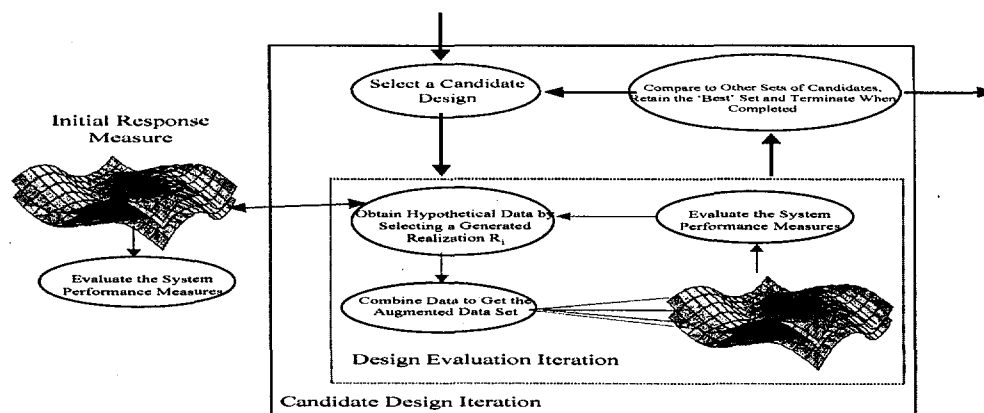 Select a Candidate
Design
Compare to Other Sets of Candidates,
Retain the 'Best' Set and Terminate When
Completed
Initial Response
Measure
Obtain Hypothetical Data by
Selecting a Generated
Realization Ri
Evaluate the System
Performance Measures
Evaluate the System
Performance Measures
Combine Data to Get the
Augmented Data Set
Design Evaluation Iteration
Candidate Design Iteration